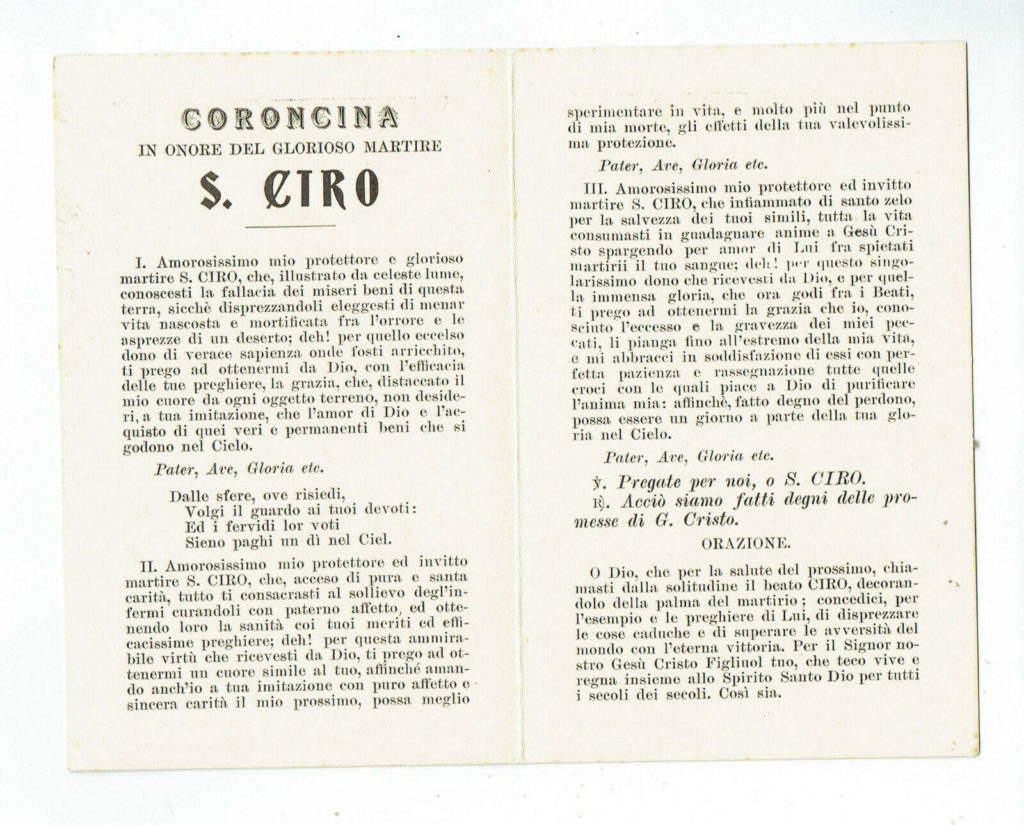 CORONCINA
IN ONORE DEL GLORIOSO MARTIRE
S. CIRO
I. Amorosissimo mio protettore e glorioso
martire S. CIRO, che, illustrato da celeste lume,
conoscesti la fallacia dei miseri beni di questa
terra, sicchè disprezzandoli eleggesti di menar
vita nascosta e mortificata fra l'orrore e le
asprezze di un deserto; deh! per quello eccelso
dono di verace sapienza onde fosti arricchito,
ti prego ad ottenermi da Dio, con l'efficacia
delle tue preghiere, la grazia, che, distaccato il
mio cuore da ogni oggetto terreno, non deside-
ri, a tua imitazione, che l'amor di Dio e l'ac-
quisto di quei veri e permanenti beni che si
godono nel Cielo.
Pater, Ave, Gloria etc.
Dalle sfere, ove risiedi,
Volgi il guardo ai tuoi devoti:
Ed i fervidi lor voti
Sieno paghi un dì nel Ciel.
II. Amorosissimo mio protettore ed invitto
martire S. CIRO, che, acceso di pura e santa
carità, tutto ti consacrasti al sollievo degl'in-
fermi curandoli con paterno affetto, ed otte-
nendo loro la sanità coi tuoi meriti ed effi-
cacissime preghiere; deh! per questa ammira-
bile virtù che ricevesti da Dio, ti prego ad ot-
tenermi un cuore simile al tuo, affinché aman-
do anch'io a tua imitazione con puro affetto e
sincera carità il mio prossimo, possa meglio
sperimentare in vita, e molto più nel punto
di mia morte, gli effetti della tua valevolissi-
ma protezione.
Pater, Ave, Gloria etc.
III. Amorosissimo mio protettore ed invitto
martire S. CIRO, che infiammato di santo zelo
per la salvezza dei tuoi simili, tutta la vita
consumasti in guadagnare anime a Gesù Cri-
sto spargendo per amor di Lui fra spietati
martirii il tuo sangue; deh! per questo singo-
larissimo dono che ricevesti da Dio, e per quel-
la immensa gloria, che ora godi fra i Beati,
ti prego ad ottenermi la grazia che io, cono-
sciuto l'eccesso e la gravezza dei miei pec-
cati, li pianga fino all'estremo della mia vita,
e mi abbracci in soddisfazione di essi con per-
fetta pazienza e rassegnazione tutte quelle
croci con le quali piace a Dio di purificare
l'anima mia: affinchè, fatto degno del perdono,
possa essere un giorno a parte della tua glo-
ria nel Cielo.
Pater, Ave, Gloria etc.
℣. Pregate per noi, o S. CIRO.
℟. Acciò siamo fatti degni delle pro-
messe di G. Cristo.
ORAZIONE.
O Dio, che per la salute del prossimo, chia-
masti dalla solitudine il beato CIRO, decoran-
dolo della palma del martirio; concedici, per
l'esempio e le preghiere di Lui, di disprezzare
le cose caduche e di superare le avversità del
mondo con l'eterna vittoria. Per il Signor no-
stro Gesù Cristo Figliuol tuo, che teco vive e
regna insieme allo Spirito Santo Dio per tutti
i secoli dei secoli. Così sia.